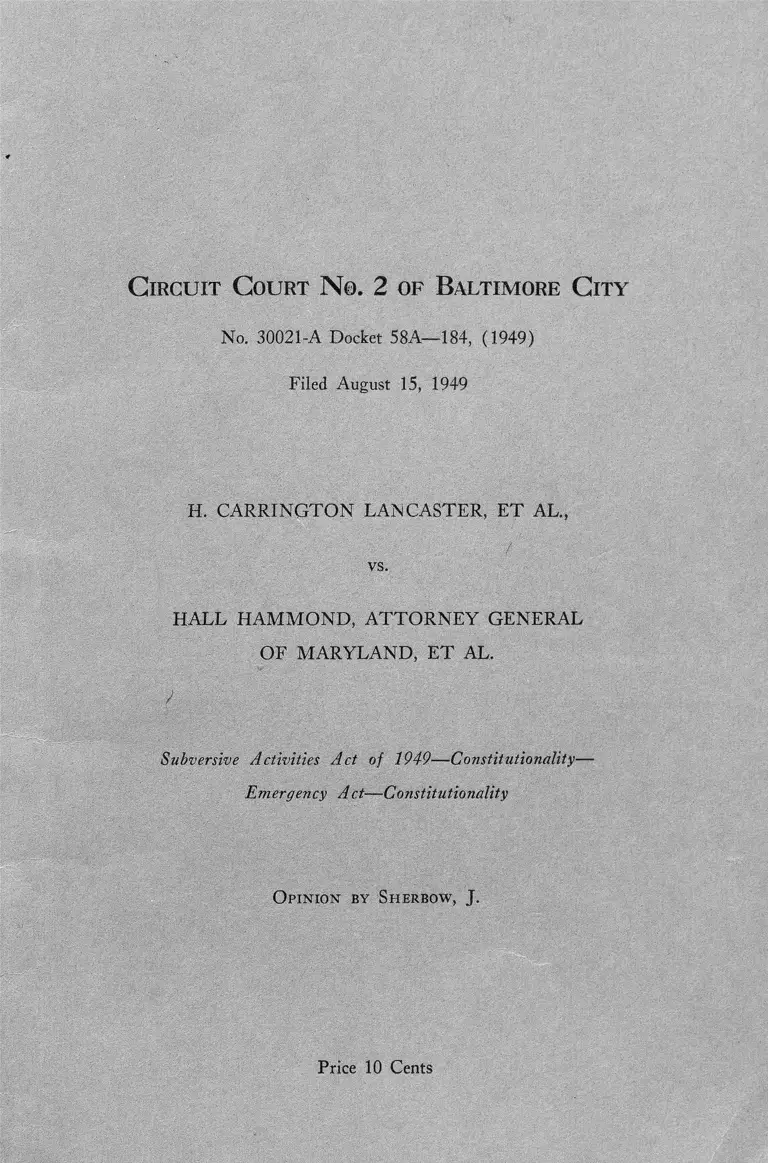 CIRCUIT COURT NO. 2 OF BALTIMORE CITY
No. 30021-A Docket 58A—184, (1949)
Filed August 15, 1949
H. CARRINGTON LANCASTER, ET AL.,
vs.
HALL HAMMOND, ATTORNEY GENERAL
OF MARYLAND, ET AL.
Subversive Activities Act of 1949—Constitutionality—
Emergency Act—Constitutionality
OPINION BY SHERBOW, J.
Price 10 Cents